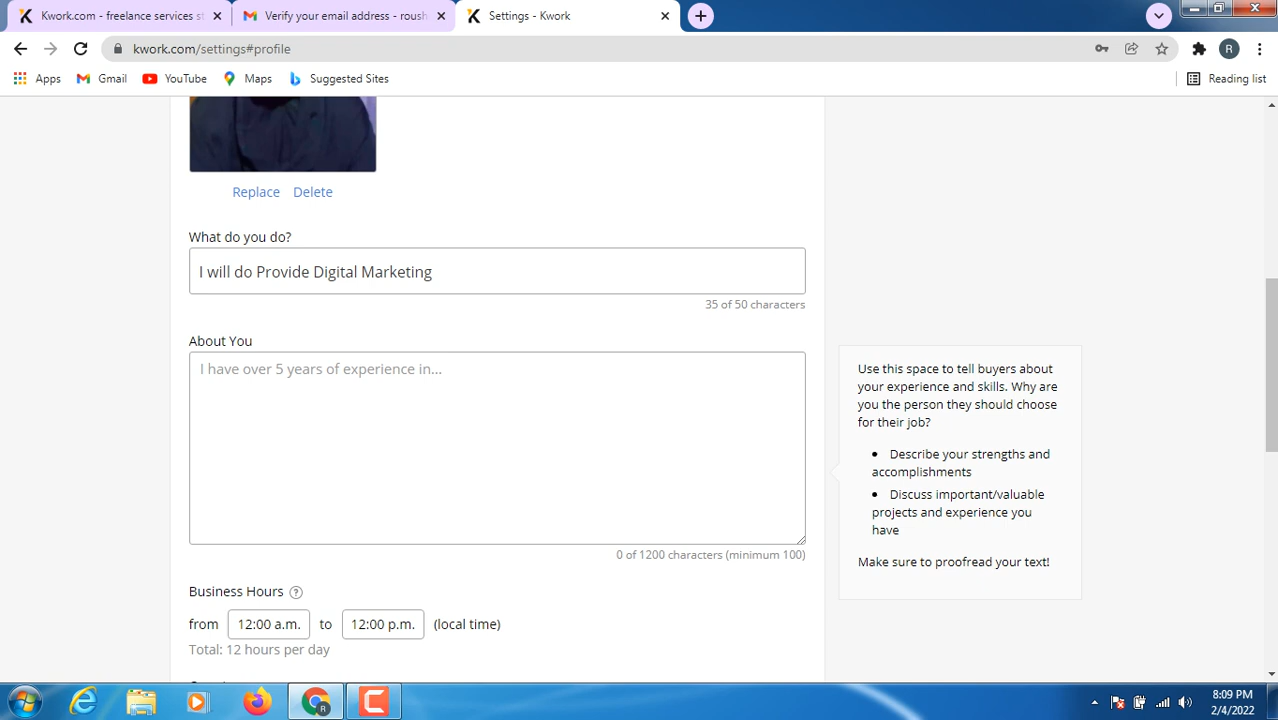 Kwork.com - freelance services st
Verify your email address - roush
Settings - Kwork
kwork.com/settings#profile
R
Apps
Gmail
YouTube
Maps
Suggested Sites
Reading list
Replace Delete
What do you do?
I will do Provide Digital Marketing
35 of 50 characters
About You
I have over 5 years of experience in...
0 of 1200 characters (minimum 100)
Use this space to tell buyers about
your experience and skills. Why are
you the person they should choose
for their job?
• Describe your strengths and
accomplishments
• Discuss important/valuable
projects and experience you
have
Make sure to proofread your text!
Business Hours ?
from 12:00 a.m. to 12:00 p.m. (local time)
Total: 12 hours per day
8:09 PM
2/4/2022